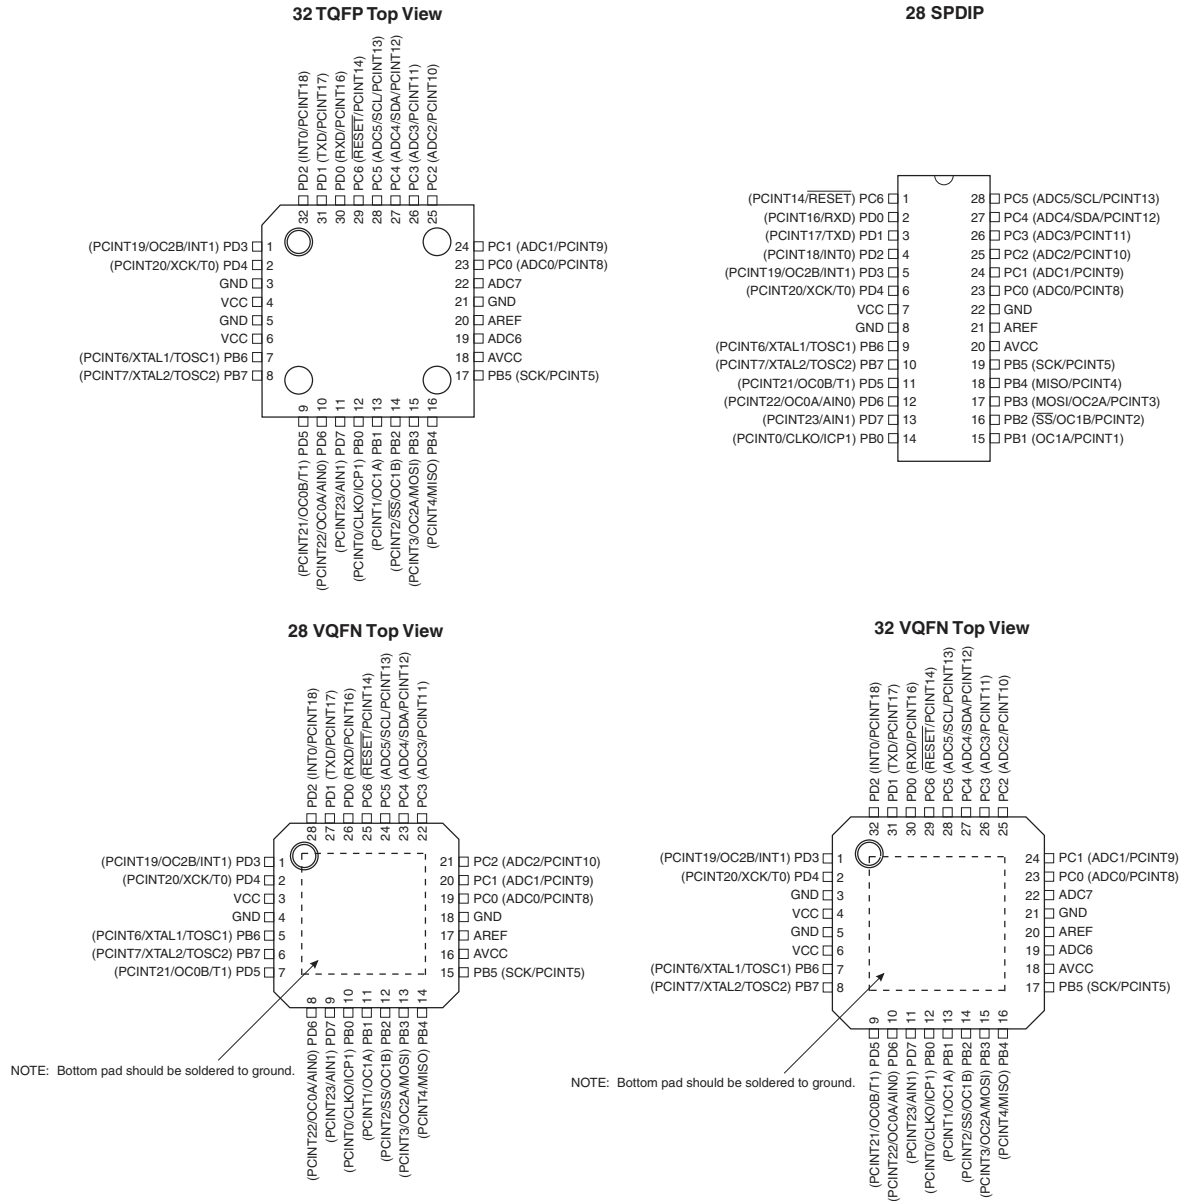 32 TQFP Top View
PD2 (INT0/PCINT18)
PD1 (TXD/PCINT17)
PD0 (RXD/PCINT16)
PC6 (RESET/PCINT14)
PC5 (ADC5/SCL/PCINT13)
PC4 (ADC4/SDA/PCINT12)
PC3 (ADC3/PCINT11)
PC2 (ADC2/PCINT10)
32 31 30 29 28 27 26 25
(PCINT19/OC2B/INT1) PD3 1
(PCINT20/XCK/T0) PD4 2
GND 3
VCC 4
GND 5
VCC 6
(PCINT6/XTAL1/TOSC1) PB6 7
(PCINT7/XTAL2/TOSC2) PB7 8
24 PC1 (ADC1/PCINT9)
23 PC0 (ADC0/PCINT8)
22 ADC7
21 GND
20 AREF
19 ADC6
18 AVCC
17 PB5 (SCK/PCINT5)
9 10 11 12 13 14 15 16
(PCINT21/OC0B/T1) PD5
(PCINT22/OC0A/AIN0) PD6
(PCINT23/AIN1) PD7
(PCINT0/CLKO/ICP1) PB0
(PCINT1/OC1A) PB1
(PCINT2/SS/OC1B) PB2
(PCINT3/OC2A/MOSI) PB3
(PCINT4/MISO) PB4
28 SPDIP
(PCINT14/RESET) PC6 1
(PCINT16/RXD) PD0 2
(PCINT17/TXD) PD1 3
(PCINT18/INT0) PD2 4
(PCINT19/OC2B/INT1) PD3 5
(PCINT20/XCK/T0) PD4 6
VCC 7
GND 8
(PCINT6/XTAL1/TOSC1) PB6 9
(PCINT7/XTAL2/TOSC2) PB7 10
(PCINT21/OC0B/T1) PD5 11
(PCINT22/OC0A/AIN0) PD6 12
(PCINT23/AIN1) PD7 13
(PCINT0/CLKO/ICP1) PB0 14
28 PC5 (ADC5/SCL/PCINT13)
27 PC4 (ADC4/SDA/PCINT12)
26 PC3 (ADC3/PCINT11)
25 PC2 (ADC2/PCINT10)
24 PC1 (ADC1/PCINT9)
23 PC0 (ADC0/PCINT8)
22 GND
21 AREF
20 AVCC
19 PB5 (SCK/PCINT5)
18 PB4 (MISO/PCINT4)
17 PB3 (MOSI/OC2A/PCINT3)
16 PB2 (SS/OC1B/PCINT2)
15 PB1 (OC1A/PCINT1)
28 VQFN Top View
PD2 (INT0/PCINT18)
PD1 (TXD/PCINT17)
PD0 (RXD/PCINT16)
PC6 (RESET/PCINT14)
PC5 (ADC5/SCL/PCINT13)
PC4 (ADC4/SDA/PCINT12)
PC3 (ADC3/PCINT11)
28 27 26 25 24 23 22
(PCINT19/OC2B/INT1) PD3 1
(PCINT20/XCK/T0) PD4 2
VCC 3
GND 4
(PCINT6/XTAL1/TOSC1) PB6 5
(PCINT7/XTAL2/TOSC2) PB7 6
(PCINT21/OC0B/T1) PD5 7
21 PC2 (ADC2/PCINT10)
20 PC1 (ADC1/PCINT9)
19 PC0 (ADC0/PCINT8)
18 GND
17 AREF
16 AVCC
15 PB5 (SCK/PCINT5)
8 9 10 11 12 13 14
(PCINT22/OC0A/AIN0) PD6
(PCINT23/AIN1) PD7
(PCINT0/CLKO/ICP1) PB0
(PCINT1/OC1A) PB1
(PCINT2/SS/OC1B) PB2
(PCINT3/OC2A/MOSI) PB3
(PCINT4/MISO) PB4
NOTE: Bottom pad should be soldered to ground.
32 VQFN Top View
PD2 (INT0/PCINT18)
PD1 (TXD/PCINT17)
PD0 (RXD/PCINT16)
PC6 (RESET/PCINT14)
PC5 (ADC5/SCL/PCINT13)
PC4 (ADC4/SDA/PCINT12)
PC3 (ADC3/PCINT11)
PC2 (ADC2/PCINT10)
32 31 30 29 28 27 26 25
(PCINT19/OC2B/INT1) PD3 1
(PCINT20/XCK/T0) PD4 2
GND 3
VCC 4
GND 5
VCC 6
(PCINT6/XTAL1/TOSC1) PB6 7
(PCINT7/XTAL2/TOSC2) PB7 8
24 PC1 (ADC1/PCINT9)
23 PC0 (ADC0/PCINT8)
22 ADC7
21 GND
20 AREF
19 ADC6
18 AVCC
17 PB5 (SCK/PCINT5)
9 10 11 12 13 14 15 16
(PCINT21/OC0B/T1) PD5
(PCINT22/OC0A/AIN0) PD6
(PCINT23/AIN1) PD7
(PCINT0/CLKO/ICP1) PB0
(PCINT1/OC1A) PB1
(PCINT2/SS/OC1B) PB2
(PCINT3/OC2A/MOSI) PB3
(PCINT4/MISO) PB4
NOTE: Bottom pad should be soldered to ground.